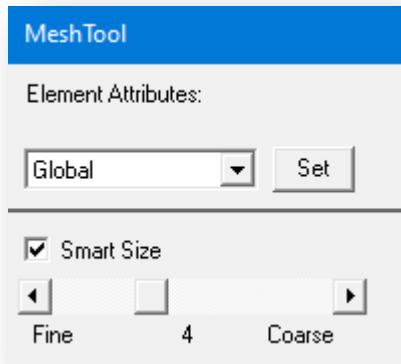 MeshTool
Element Attributes:
Global Set
Smart Size
Fine 4 Coarse